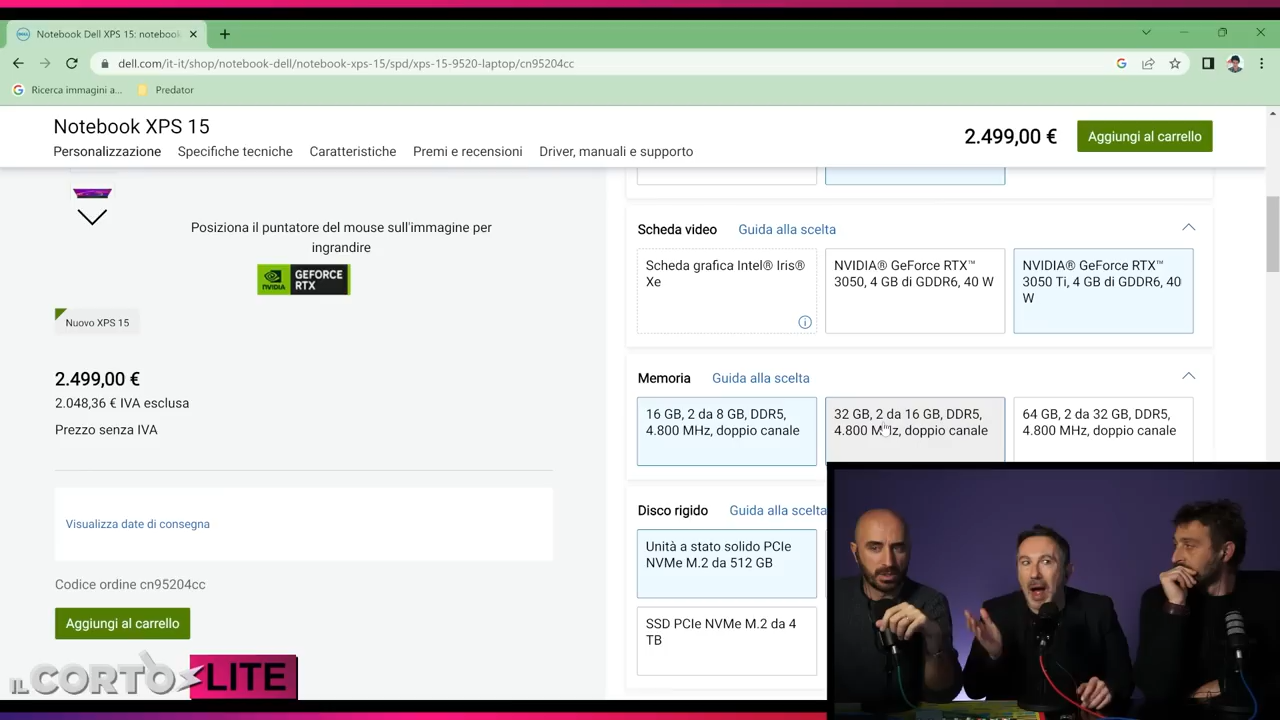 Notebook Dell XPS 15: notebook
dell.com/it-it/shop/notebook-dell/notebook-xps-15/spd/xps-15-9520-laptop/cn95204cc
Ricerca immagini a...
Predator
Notebook XPS 15
2.499,00 €
Aggiungi al carrello
Personalizzazione
Specifiche tecniche
Caratteristiche
Premi e recensioni
Driver, manuali e supporto
Posiziona il puntatore del mouse sull'immagine per
ingrandire
NVIDIA
GEFORCE
RTX
Nuovo XPS 15
2.499,00 €
2.048,36 € IVA esclusa
Prezzo senza IVA
Visualizza date di consegna
Codice ordine cn95204cc
Aggiungi al carrello
Scheda video
Guida alla scelta
Scheda grafica Intel® Iris®
Xe
NVIDIA® GeForce RTX™
3050, 4 GB di GDDR6, 40 W
NVIDIA® GeForce RTX™
3050 Ti, 4 GB di GDDR6, 40
W
Memoria
Guida alla scelta
16 GB, 2 da 8 GB, DDR5,
4.800 MHz, doppio canale
32 GB, 2 da 16 GB, DDR5,
4.800 MHz, doppio canale
64 GB, 2 da 32 GB, DDR5,
4.800 MHz, doppio canale
Disco rigido
Guida alla scelta
Unità a stato solido PCIe
NVMe M.2 da 512 GB
SSD PCIe NVMe M.2 da 4
TB
IL CORTO LITE